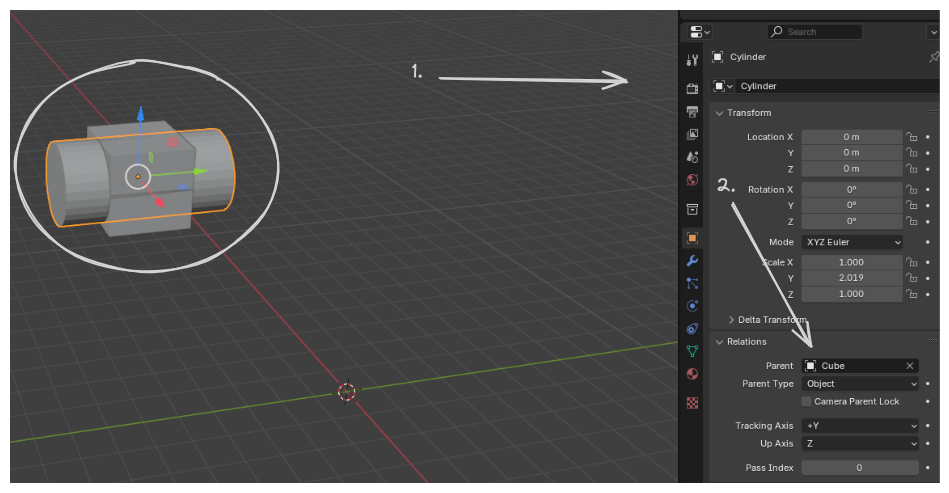 Search
Cylinder
Cylinder
Transform
Location X 0 m
Y 0 m
Z 0 m
Rotation X 0°
Y 0°
Z 0°
Mode XYZ Euler
Scale X 1.000
Y 2.019
Z 1.000
Delta Transform
Relations
Parent Cube
Parent Type Object
Camera Parent Lock
Tracking Axis +Y
Up Axis Z
Pass Index 0
1.
2.